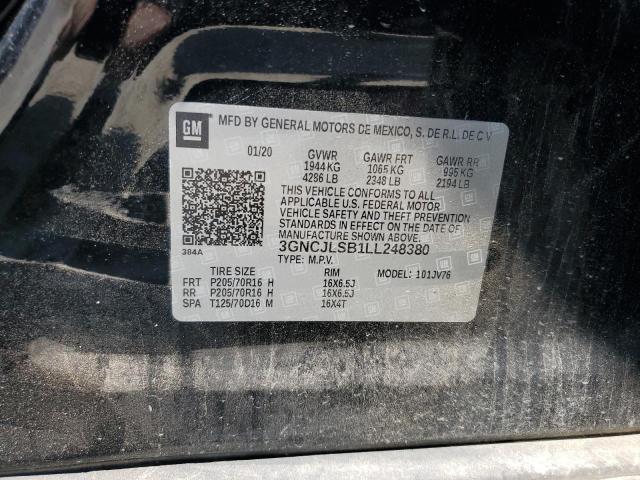 GM
MFD BY GENERAL MOTORS DE MEXICO, S. DE R.L. DE C V
01/20 GVWR GAWR FRT GAWR RR
1944 KG 1065 KG 995 KG
4286 LB 2348 LB 2194 LB
THIS VEHICLE CONFORMS TO ALL
APPLICABLE U.S. FEDERAL MOTOR
VEHICLE SAFETY AND THEFT PREVENTION
STANDARDS IN EFFECT ON THE DATE OF
MANUFACTURE SHOWN ABOVE.
384A 3GNCJLSB1LL248380
TYPE: M.P.V. MODEL: 101JV76
TIRE SIZE RIM
FRT P205/70R16 H 16X6.5J
RR P205/70R16 H 16X6.5J
SPA T125/70D16 M 16X4T